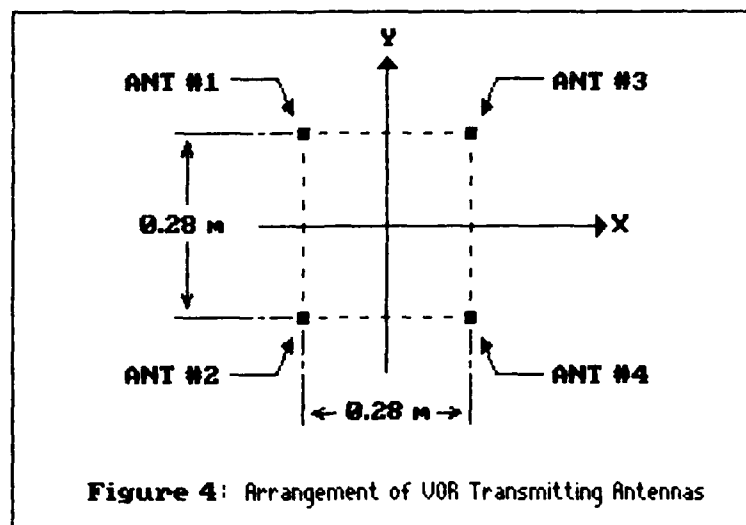 Y
ANT #1
ANT #3
0.28 M
X
ANT #2
ANT #4
0.28 M
Figure 4: Arrangement of VOR Transmitting Antennas